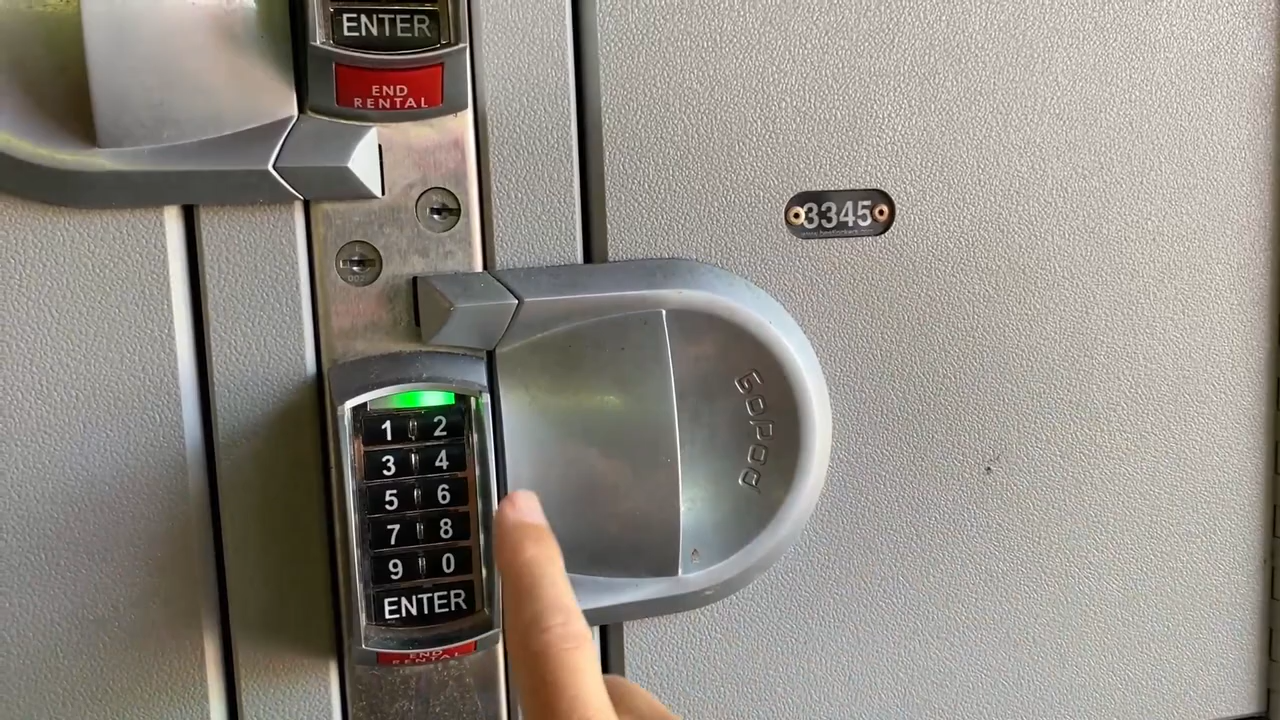 ENTER
END
RENTAL
3345
gopod
1 2
3 4
5 6
7 8
9 0
ENTER
END
RENTAL